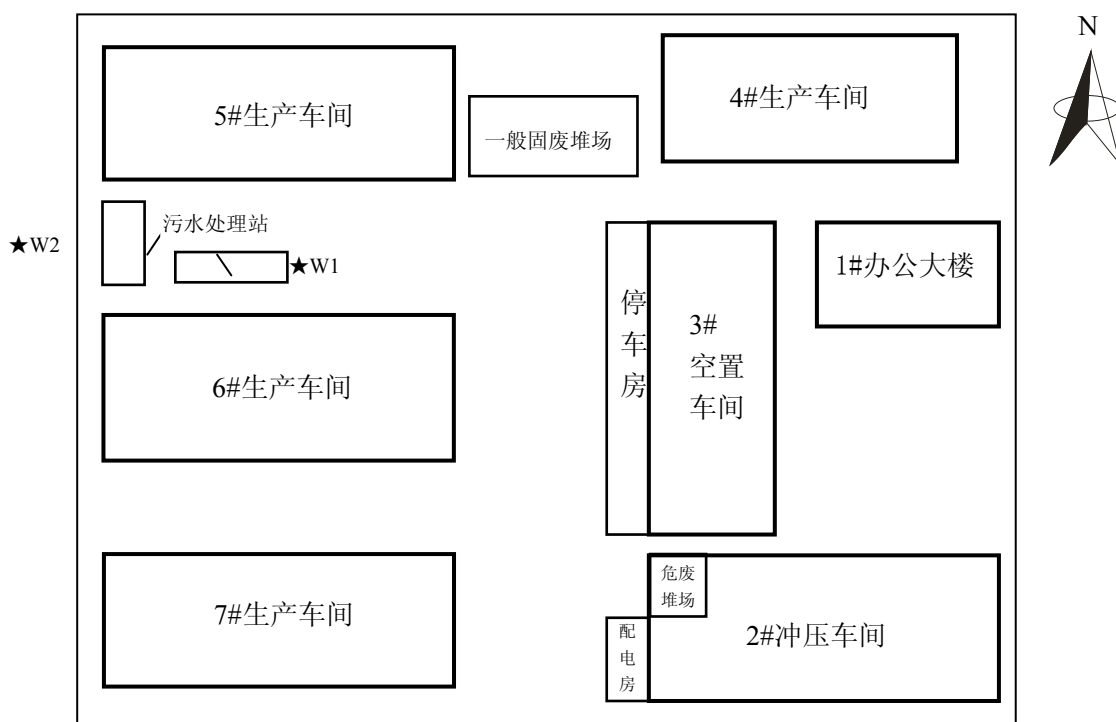 N
5#生产车间
一般固废堆场
4#生产车间
污水处理站
★W2
★W1
1#办公大楼
停
车
房
3#
空置
车间
6#生产车间
危废
堆场
7#生产车间
配
电
房
2#冲压车间